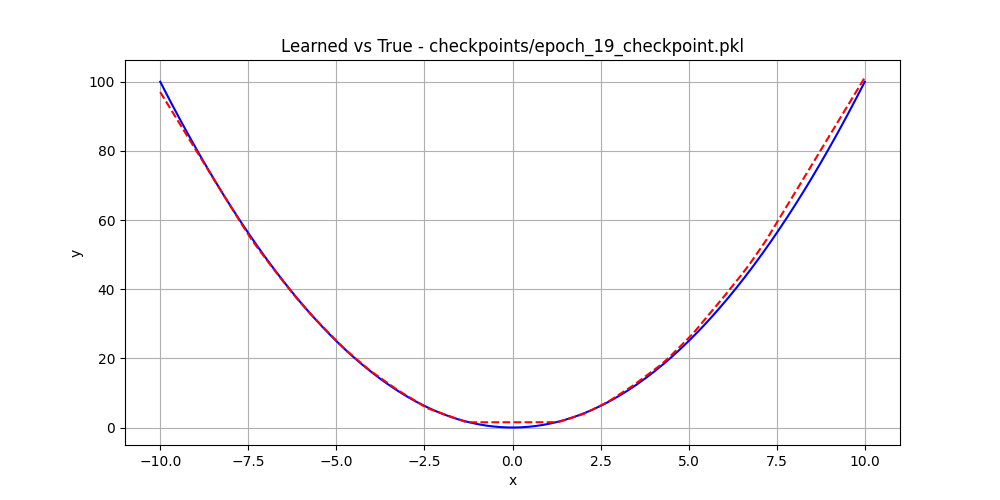 Learned vs True - checkpoints/epoch_19_checkpoint.pkl
100
80
60
40
20
0
y
−10.0 −7.5 −5.0 −2.5 0.0 2.5 5.0 7.5 10.0
x